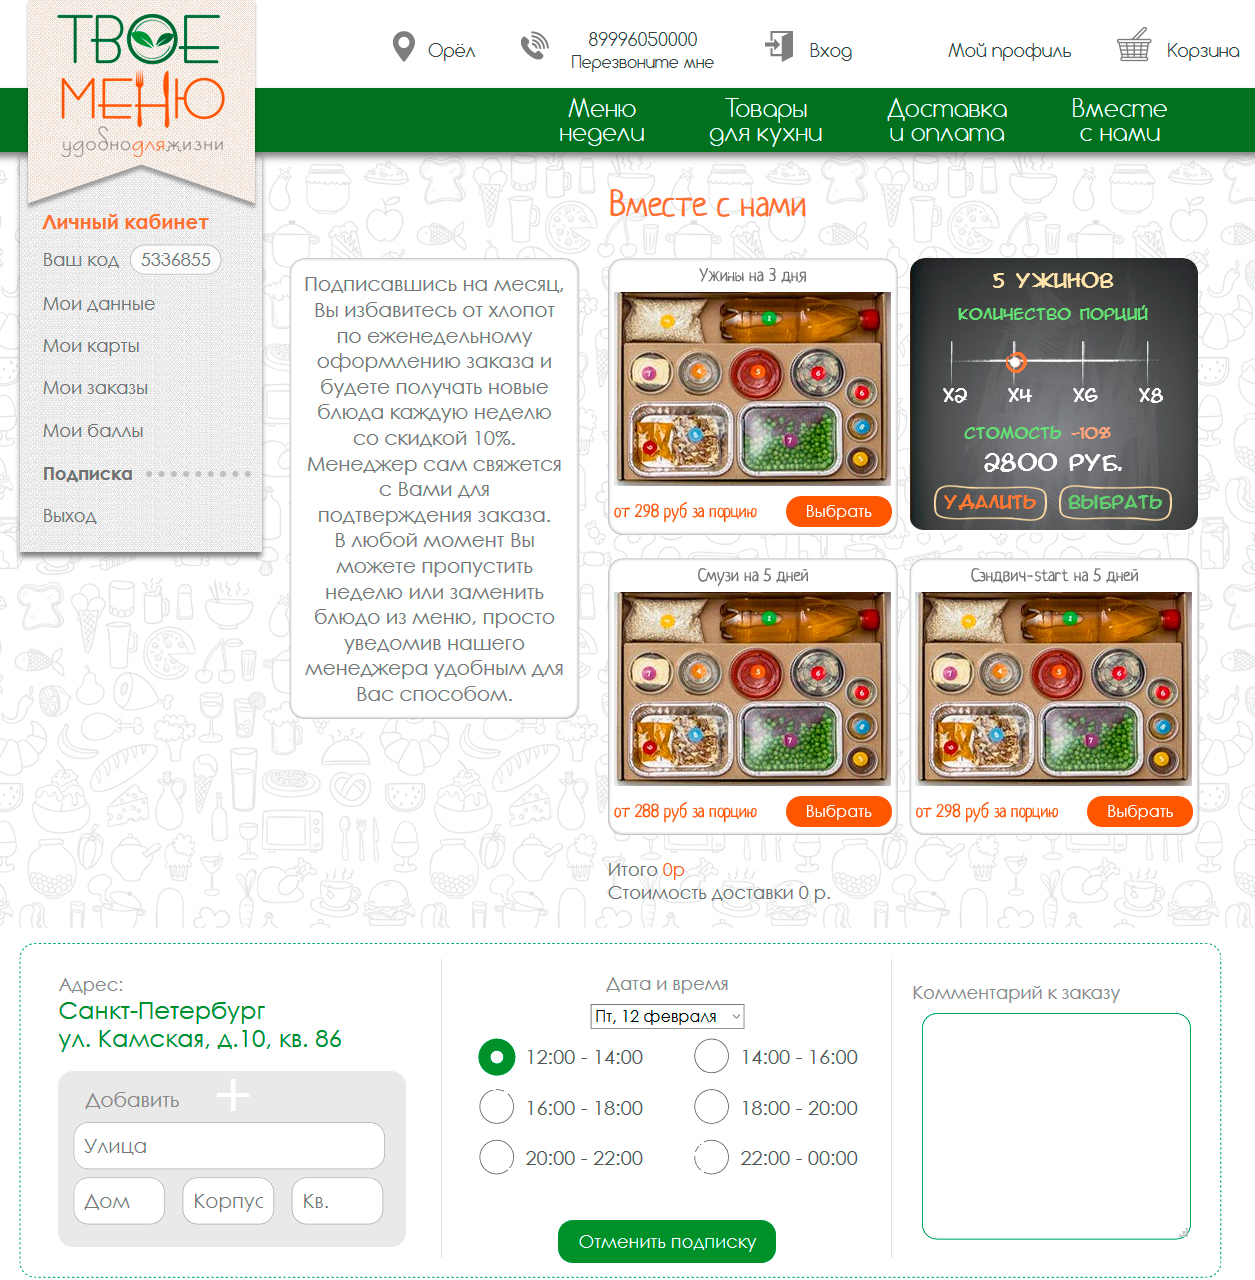 ТВОЕ
МЕНЮ
удобнодляжизни
Орёл
89996050000
Перезвоните мне
Вход
Мой профиль
Корзина
Меню
недели
Товары
для кухни
Доставка
и оплата
Вместе
с нами
Личный кабинет
Ваш код 5336855
Мои данные
Мои карты
Мои заказы
Мои баллы
Подписка
Выход
Вместе с нами
Подписавшись на месяц,
Вы избавитесь от хлопот
по еженедельному
оформлению заказа и
будете получать новые
блюда каждую неделю
со скидкой 10%.
Менеджер сам свяжется
с Вами для
подтверждения заказа.
В любой момент Вы
можете пропустить
неделю или заменить
блюдо из меню, просто
уведомив нашего
менеджера удобным для
Вас способом.
Ужины на 3 дня
от 298 руб за порцию
Выбрать
5 УЖИНОВ
КОЛИЧЕСТВО ПОРЦИЙ
X2 X4 X6 X8
СТОМОСТЬ -10%
2800 РУБ.
УДАЛИТЬ ВЫБРАТЬ
Смузи на 5 дней
от 288 руб за порцию
Выбрать
Сэндвич-start на 5 дней
от 298 руб за порцию
Выбрать
Итого 0р
Стоимость доставки 0 р.
Адрес:
Санкт-Петербург
ул. Камская, д.10, кв. 86
Добавить
Улица
Дом
Корпус
Кв.
Дата и время
Пт, 12 февраля
12:00 - 14:00
14:00 - 16:00
16:00 - 18:00
18:00 - 20:00
20:00 - 22:00
22:00 - 00:00
Отменить подписку
Комментарий к заказу